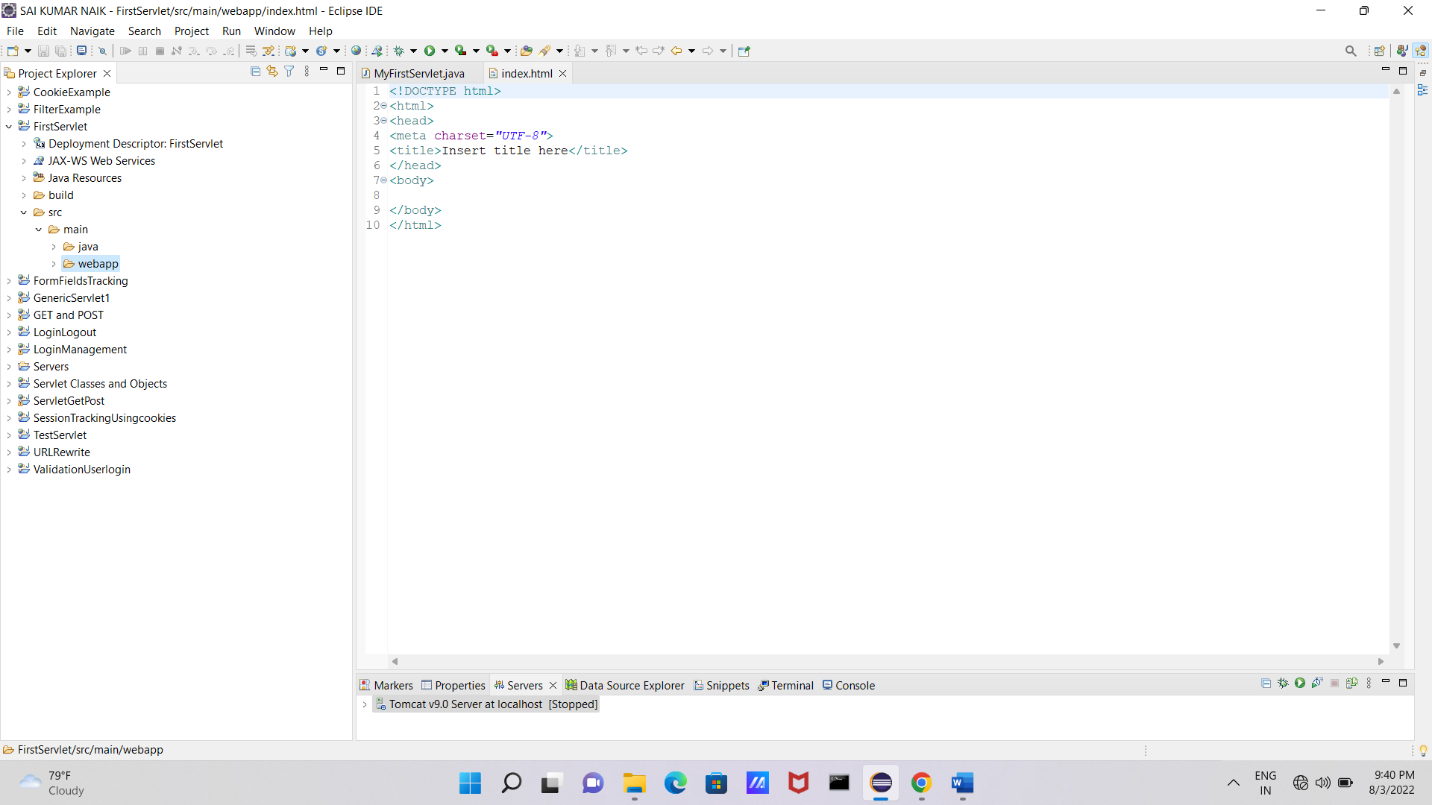 SAI KUMAR NAIK - FirstServlet/src/main/webapp/index.html - Eclipse IDE
File Edit Navigate Search Project Run Window Help
Project Explorer
CookieExample
FilterExample
FirstServlet
Deployment Descriptor: FirstServlet
JAX-WS Web Services
Java Resources
build
src
main
java
webapp
FormFieldsTracking
GenericServlet1
GET and POST
LoginLogout
LoginManagement
Servers
Servlet Classes and Objects
ServletGetPost
SessionTrackingUsingcookies
TestServlet
URLRewrite
ValidationUserlogin
MyFirstServlet.java index.html
1 <!DOCTYPE html>
2 <html>
3 <head>
4 <meta charset="UTF-8">
5 <title>Insert title here</title>
6 </head>
7 <body>
8
9 </body>
10 </html>
Markers Properties Servers Data Source Explorer Snippets Terminal Console
Tomcat v9.0 Server at localhost [Stopped]
FirstServlet/src/main/webapp
79°F
Cloudy
ENG
IN
9:40 PM
8/3/2022